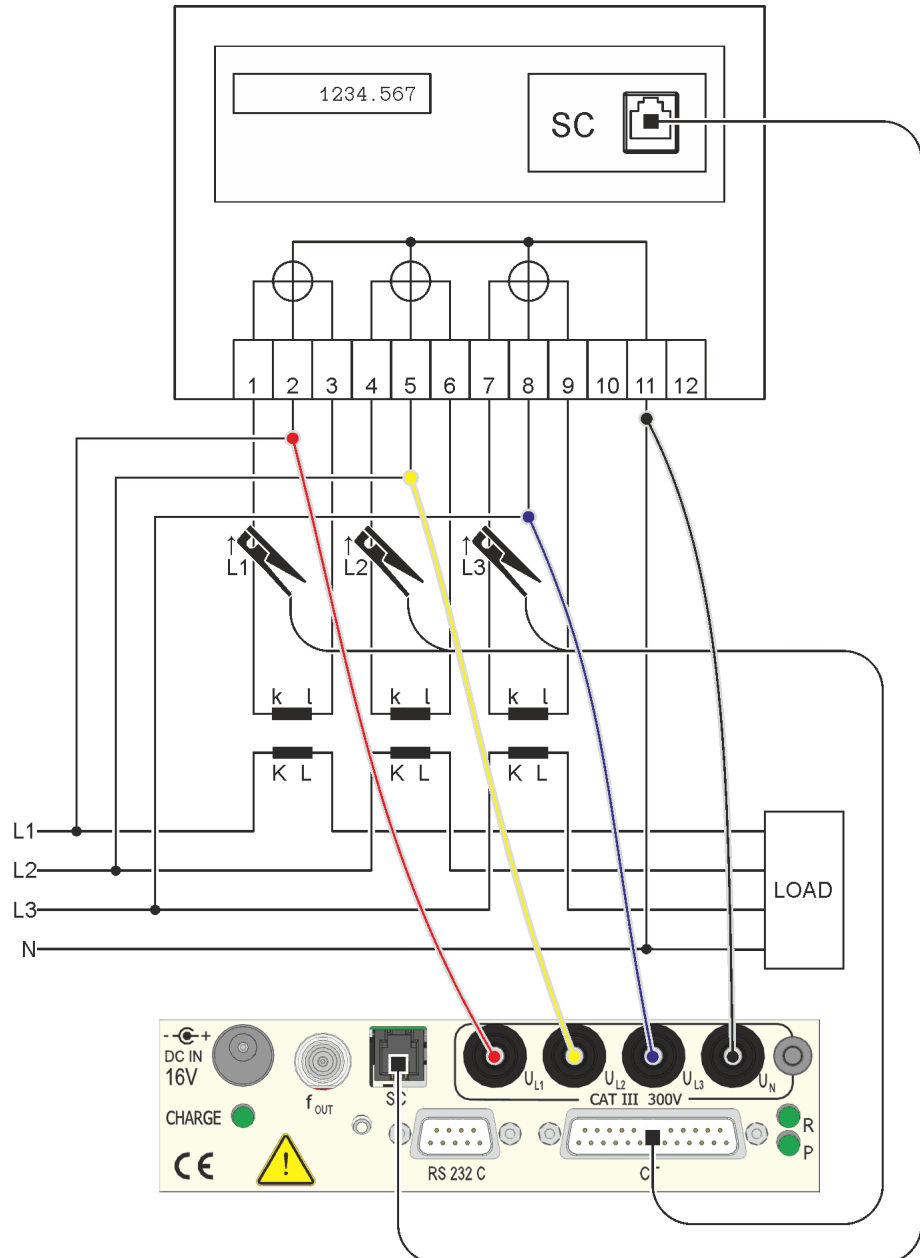 1234.567
SC
1 2 3 4 5 6 7 8 9 10 11 12
↑ ↑ ↑
L1 L2 L3
k l k l k l
K L K L K L
L1
L2
L3
N
LOAD
- +
DC IN
16V
CHARGE
f OUT
SC
UL1 UL2 UL3 UN
CAT III 300V
R
P
CE
!
RS 232 C